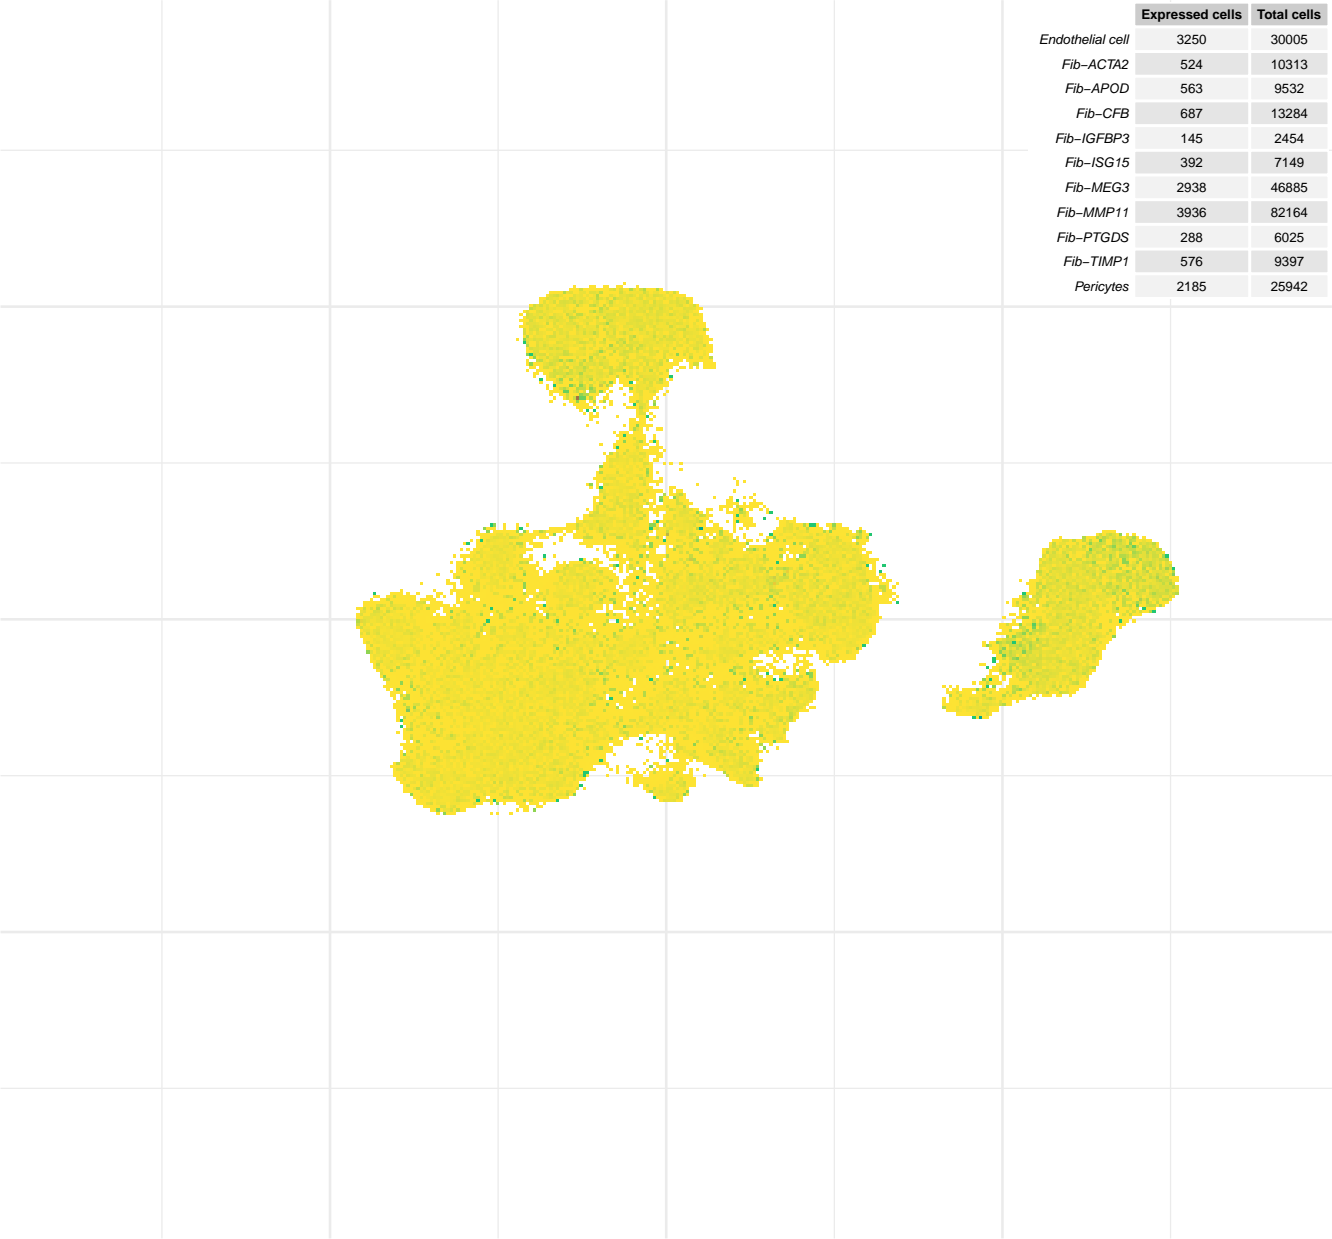 Expressed cells Total cells
Endothelial cell 3250 30005
Fib−ACTA2 524 10313
Fib−APOD 563 9532
Fib−CFB 687 13284
Fib−IGFBP3 145 2454
Fib−ISG15 392 7149
Fib−MEG3 2938 46885
Fib−MMP11 3936 82164
Fib−PTGDS 288 6025
Fib−TIMP1 576 9397
Pericytes 2185 25942